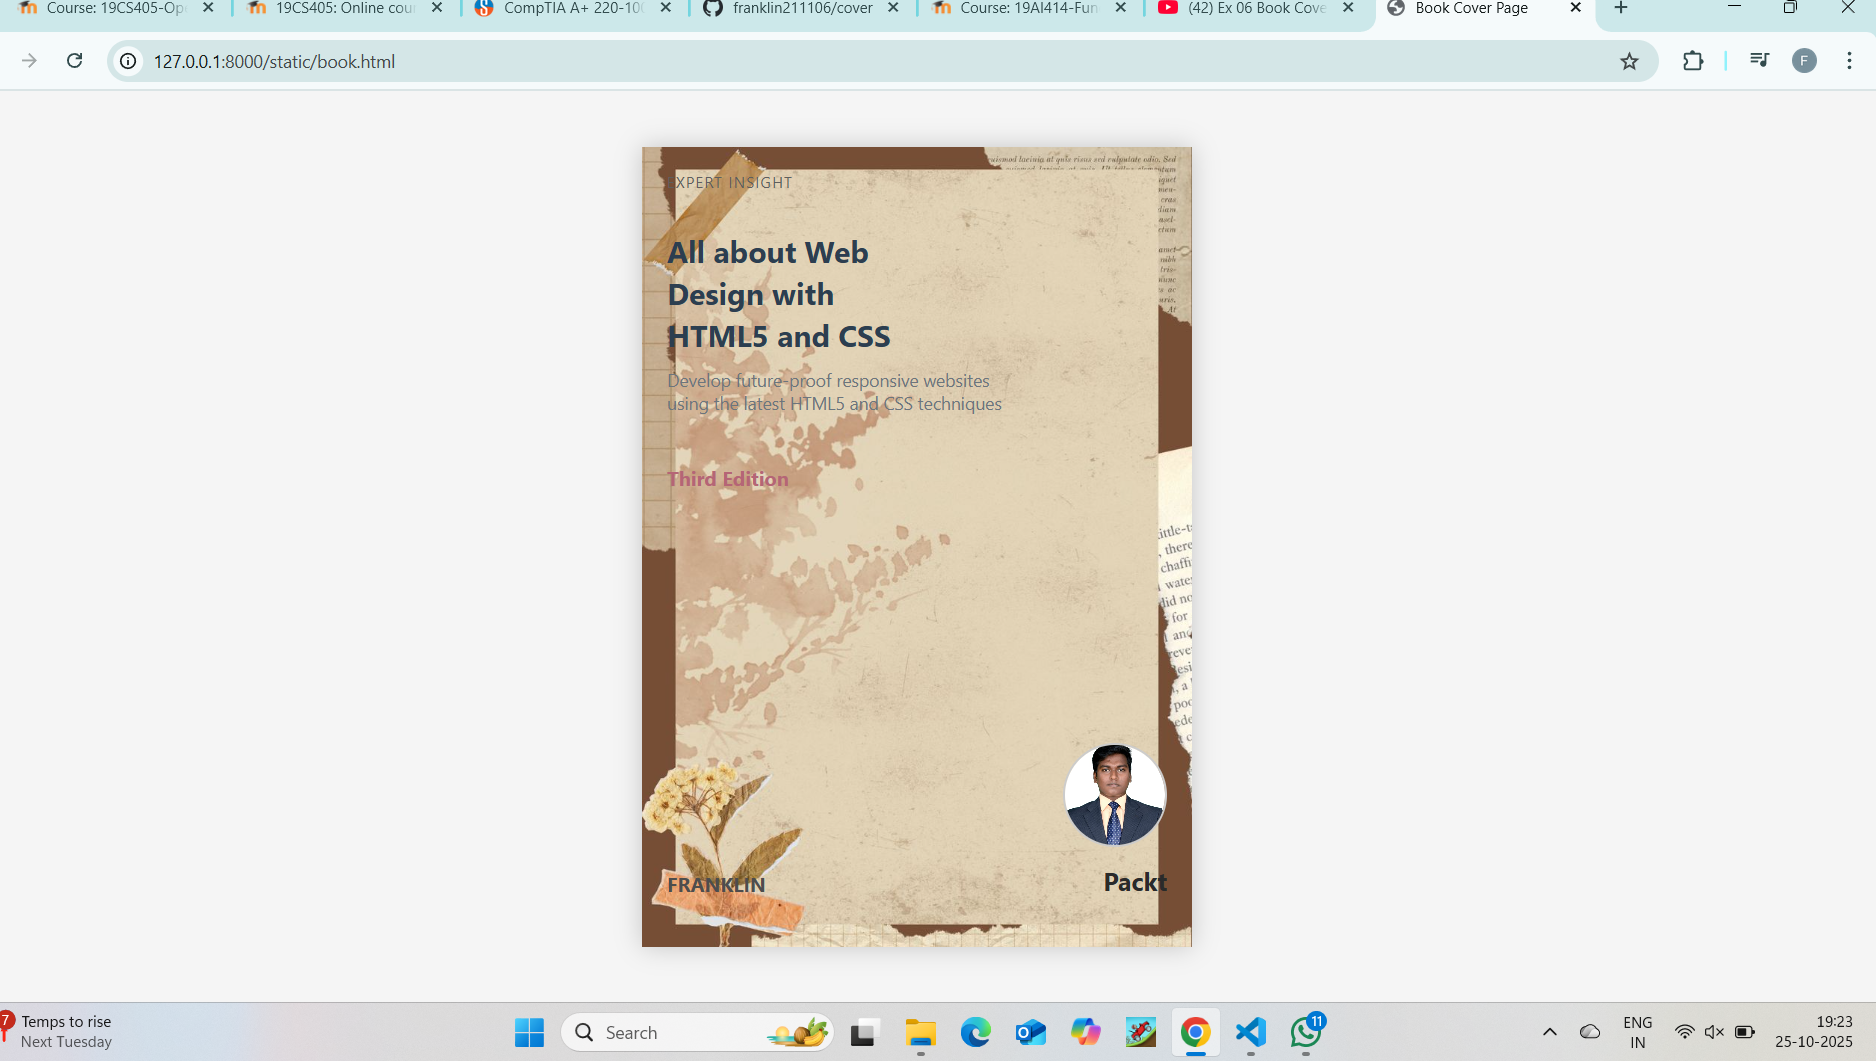 Course: 19CS405-Op
19CS405: Online cou
CompTIA A+ 220-10
franklin211106/cover
Course: 19AI414-Fun
(42) Ex 06 Book Cove
Book Cover Page
127.0.0.1:8000/static/book.html
F
EXPERT INSIGHT
All about Web
Design with
HTML5 and CSS
Develop future-proof responsive websites
using the latest HTML5 and CSS techniques
Third Edition
FRANKLIN
Packt
7
Temps to rise
Next Tuesday
Search
11
ENG
IN
19:23
25-10-2025